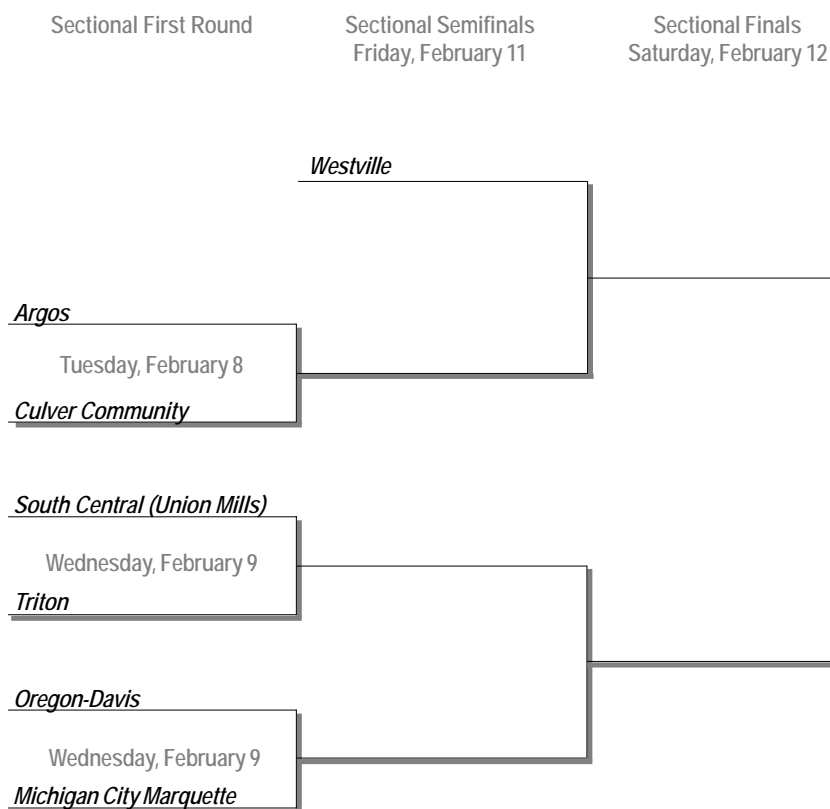 Sectional First Round
Sectional Semifinals
Friday, February 11
Sectional Finals
Saturday, February 12
Westville
Argos
Tuesday, February 8
Culver Community
South Central (Union Mills)
Wednesday, February 9
Triton
Oregon-Davis
Wednesday, February 9
Michigan City Marquette